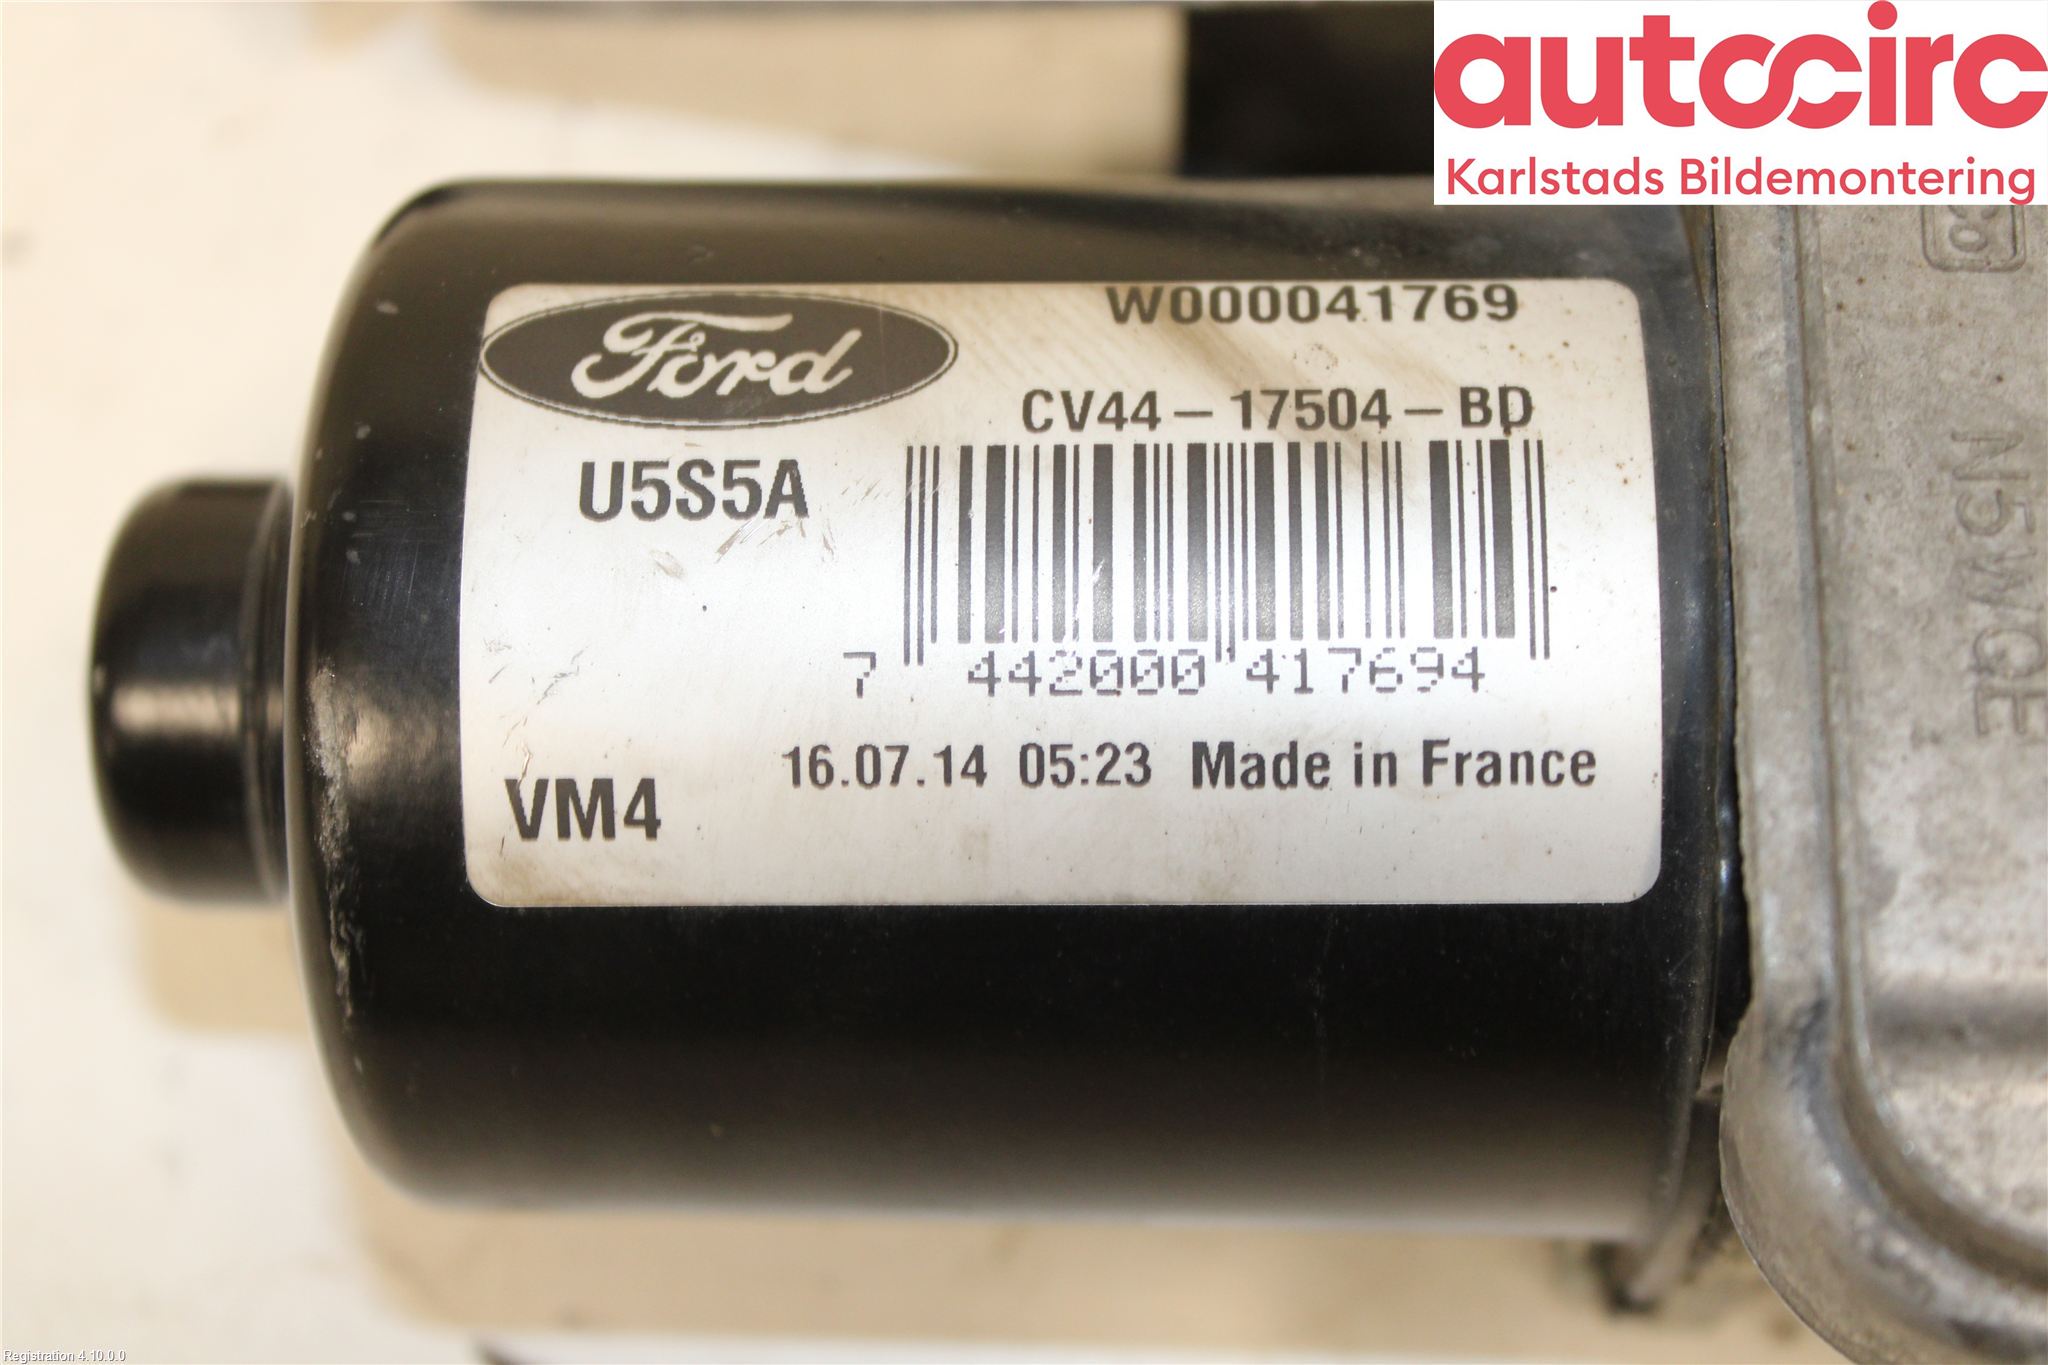 autocirc
Karlstads Bildemontering
Ford
W000041769
CV44-17504-BD
U5S5A
7 442000 417694
16.07.14 05:23 Made in France
VM4
Registration 4.10.0.0